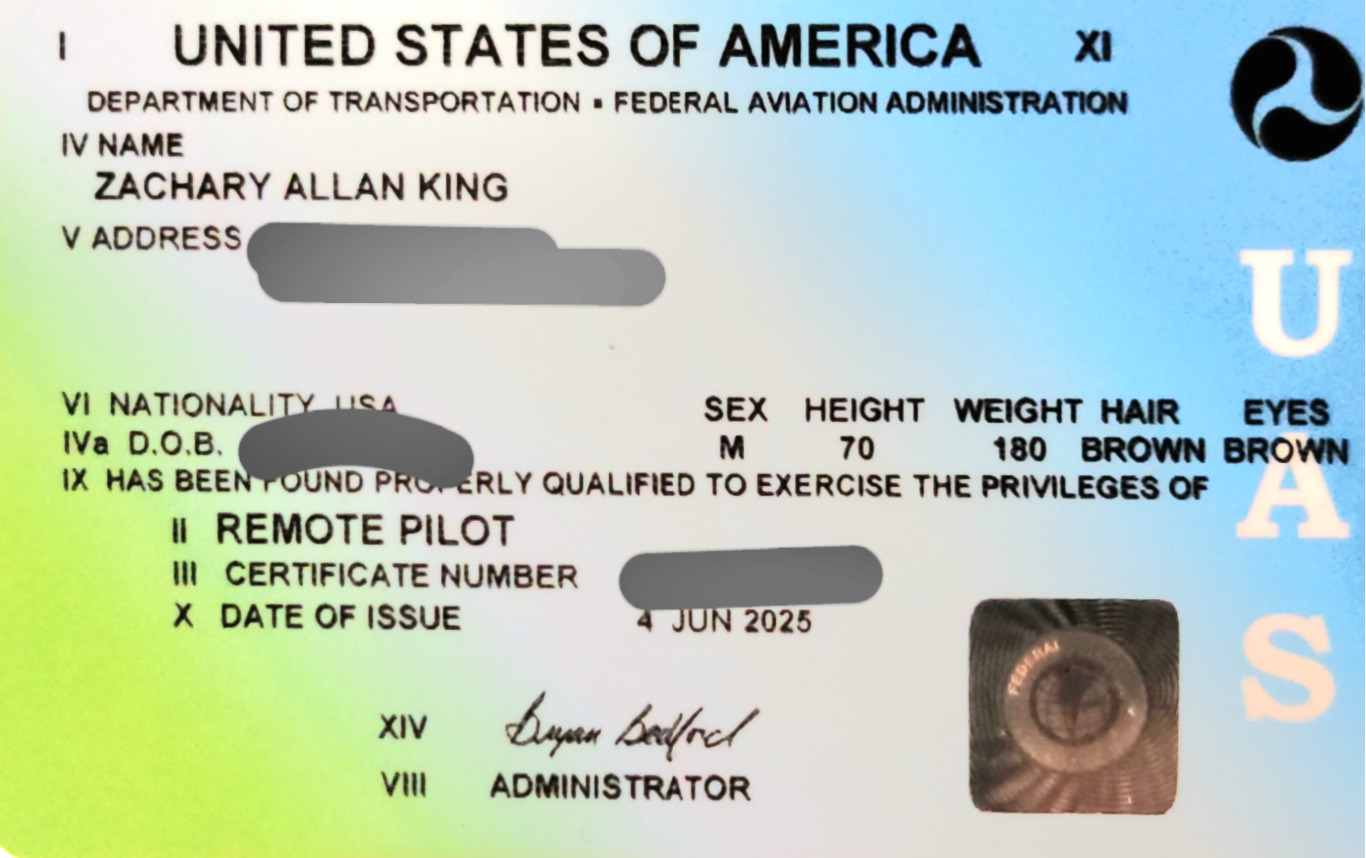 I UNITED STATES OF AMERICA XI
DEPARTMENT OF TRANSPORTATION ▪ FEDERAL AVIATION ADMINISTRATION
IV NAME
ZACHARY ALLAN KING
V ADDRESS
VI NATIONALITY USA
SEX HEIGHT WEIGHT HAIR EYES
IVa D.O.B.
M 70 180 BROWN BROWN
IX HAS BEEN FOUND PROPERLY QUALIFIED TO EXERCISE THE PRIVILEGES OF
II REMOTE PILOT
III CERTIFICATE NUMBER
X DATE OF ISSUE 4 JUN 2025
XIV Bryan Bedford
VIII ADMINISTRATOR
FEDERAL
UAS